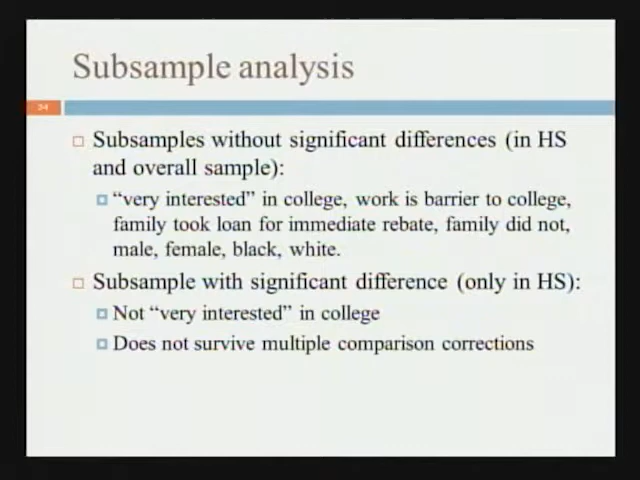 Subsample analysis
34
Subsamples without significant differences (in HS
and overall sample):
"very interested" in college, work is barrier to college,
family took loan for immediate rebate, family did not,
male, female, black, white.
Subsample with significant difference (only in HS):
Not "very interested" in college
Does not survive multiple comparison corrections